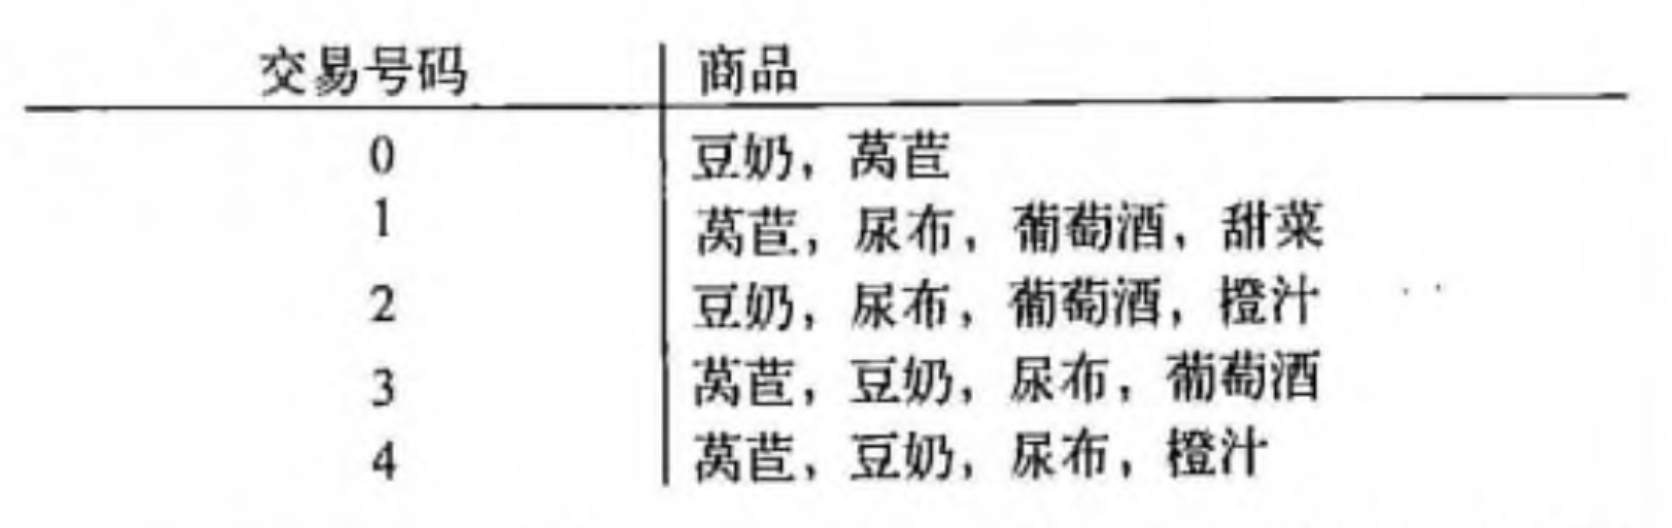 交易号码 商品
0 豆奶，莴苣
1 莴苣，尿布，葡萄酒，甜菜
2 豆奶，尿布，葡萄酒，橙汁
3 莴苣，豆奶，尿布，葡萄酒
4 莴苣，豆奶，尿布，橙汁